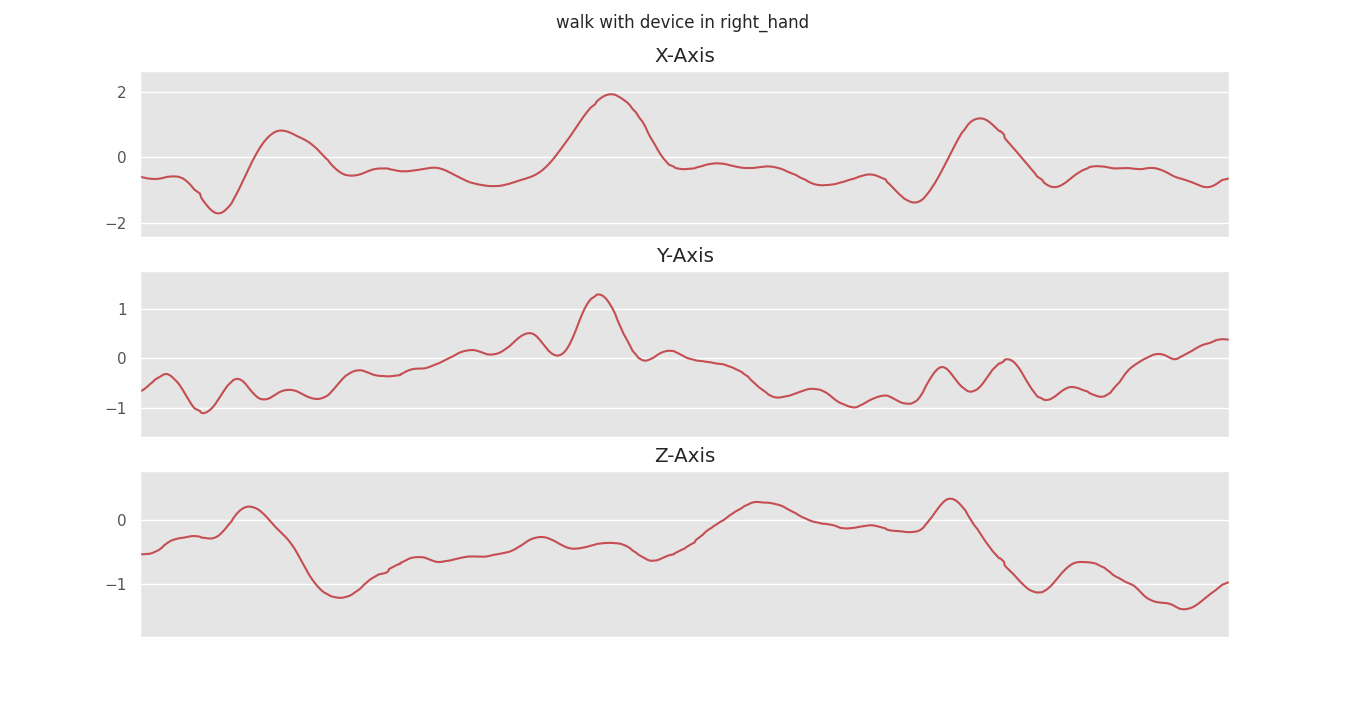 walk with device in right_hand
X-Axis
2
0
−2
Y-Axis
1
0
−1
Z-Axis
0
−1